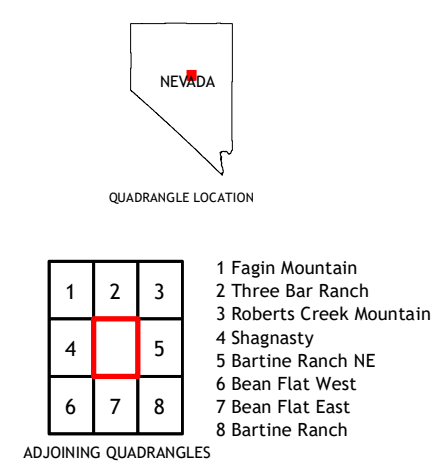 NEVADA
QUADRANGLE LOCATION
1 2 3
4 5
6 7 8
1 Fagin Mountain
2 Three Bar Ranch
3 Roberts Creek Mountain
4 Shagnasty
5 Bartine Ranch NE
6 Bean Flat West
7 Bean Flat East
8 Bartine Ranch
ADJOINING QUADRANGLES